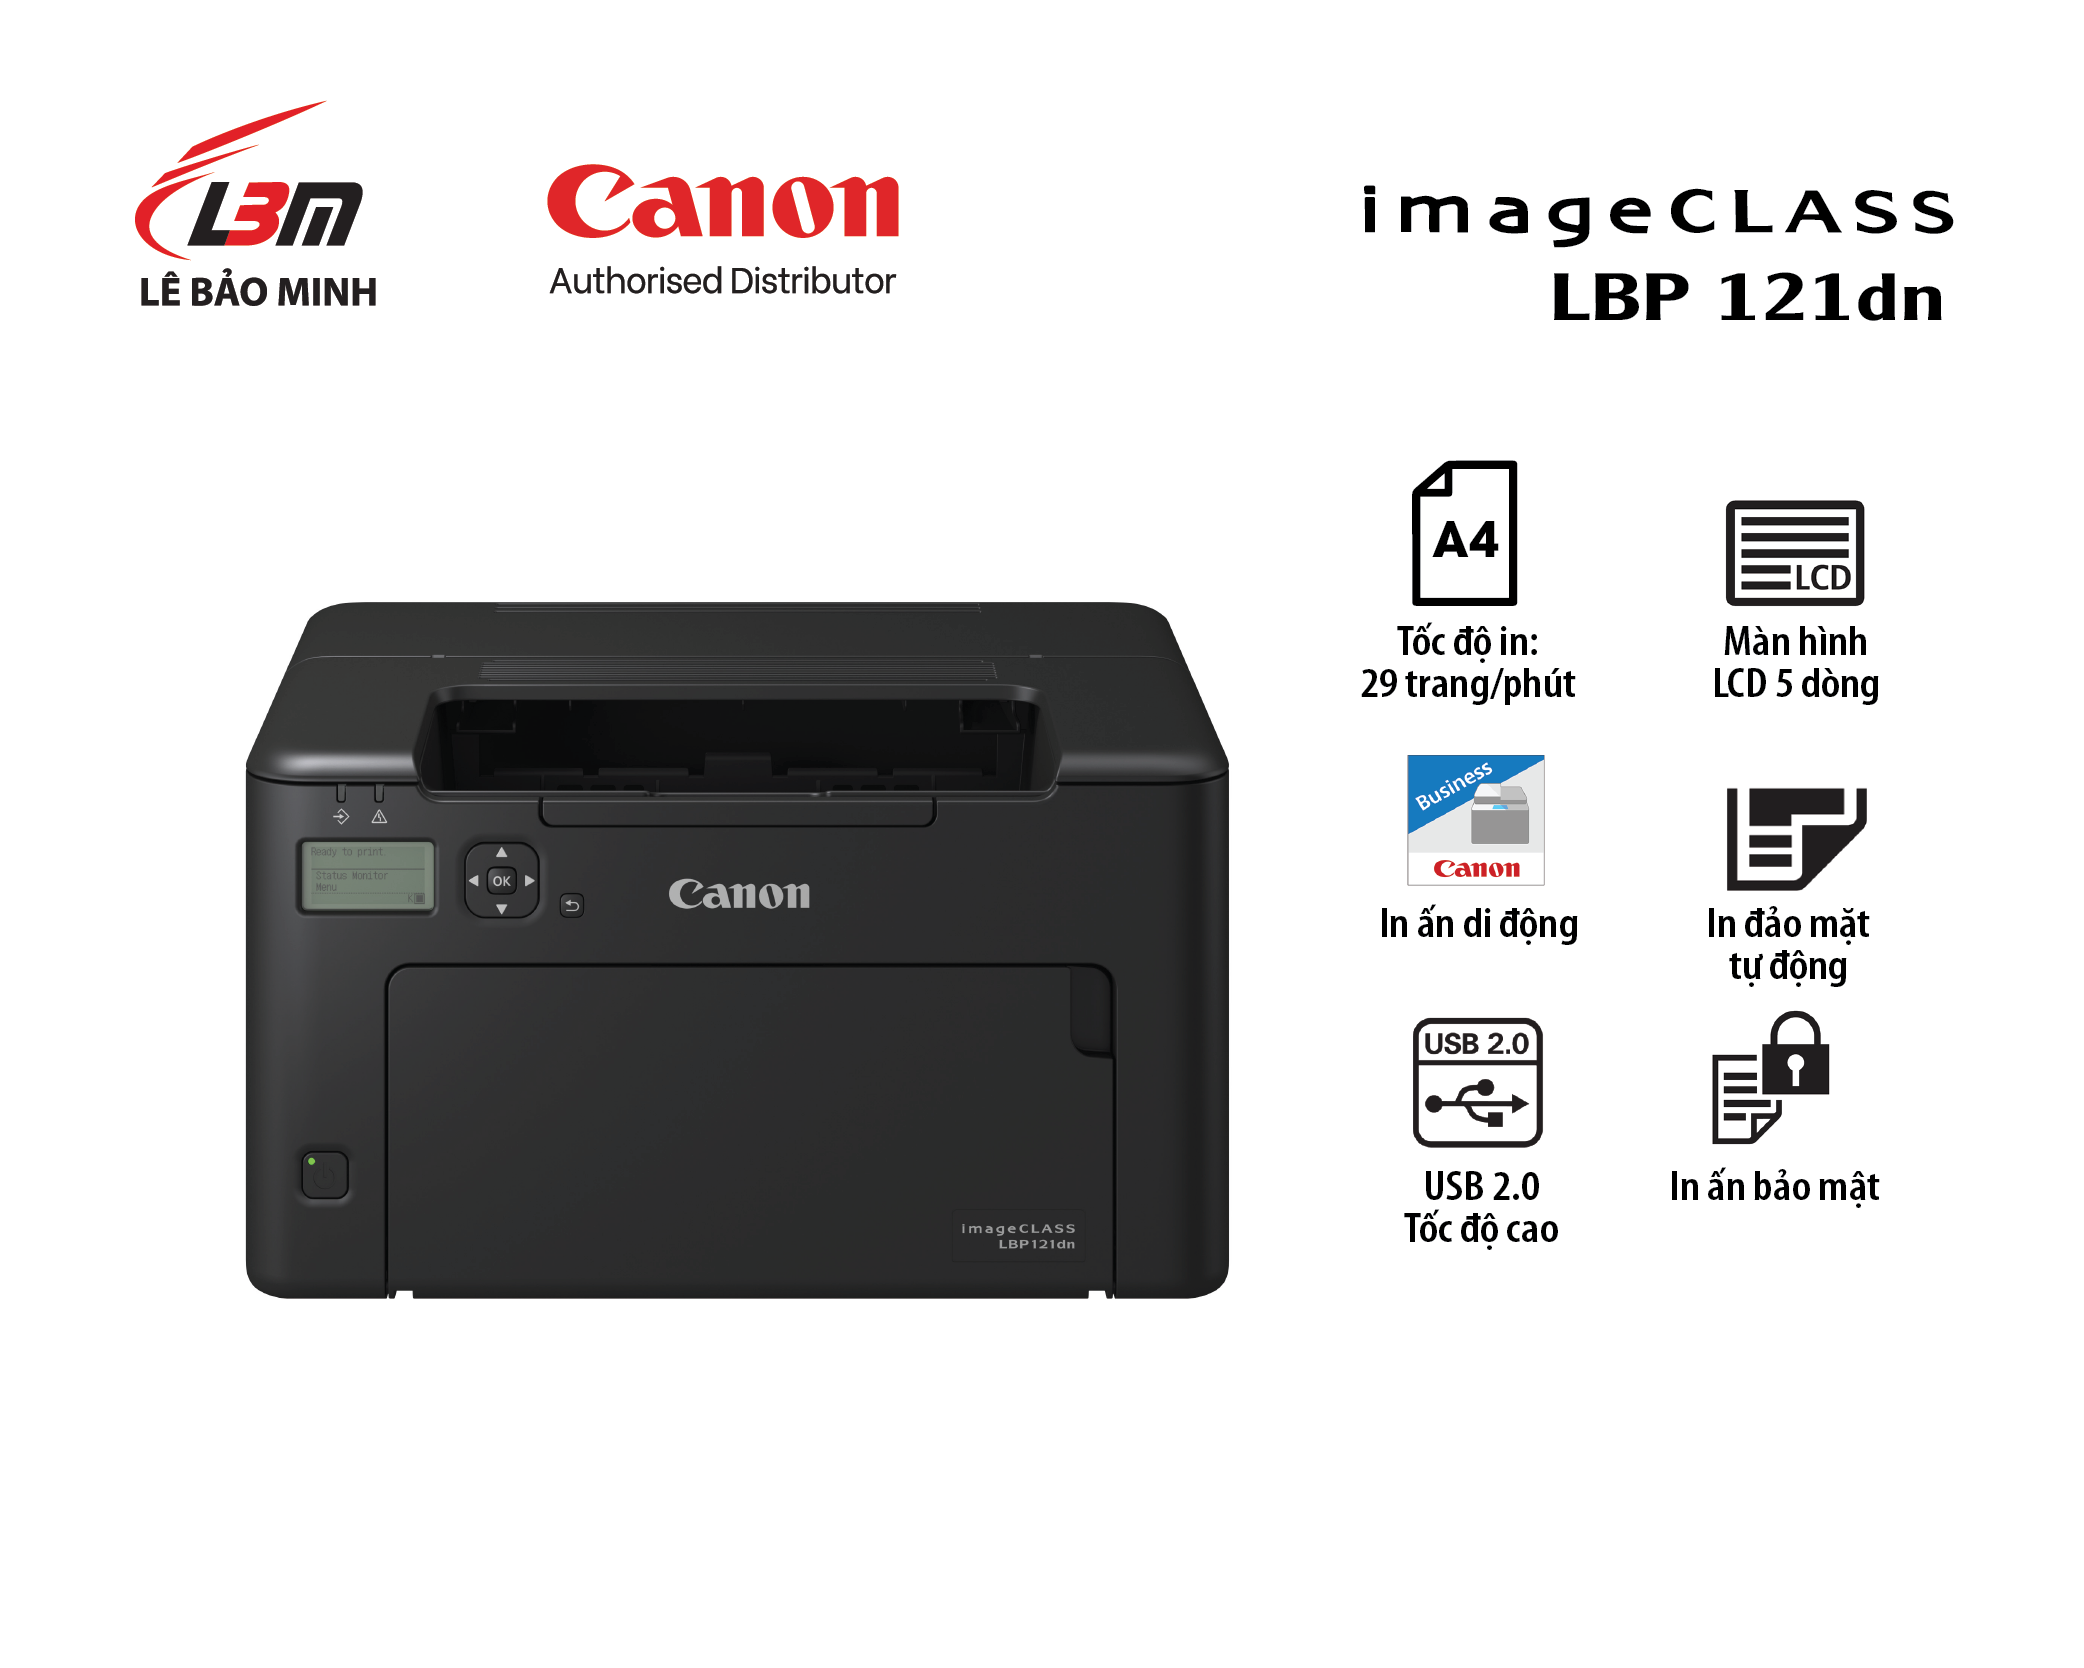 LBM
LÊ BẢO MINH
Canon
Authorised Distributor
imageCLASS
LBP 121dn
A4
Tốc độ in:
29 trang/phút
LCD
Màn hình
LCD 5 dòng
Business
Canon
In ấn di động
In đảo mặt
tự động
USB 2.0
USB 2.0
Tốc độ cao
In ấn bảo mật
Ready to print.
Status Monitor
Menu
K
OK
Canon
imageCLASS
LBP121dn